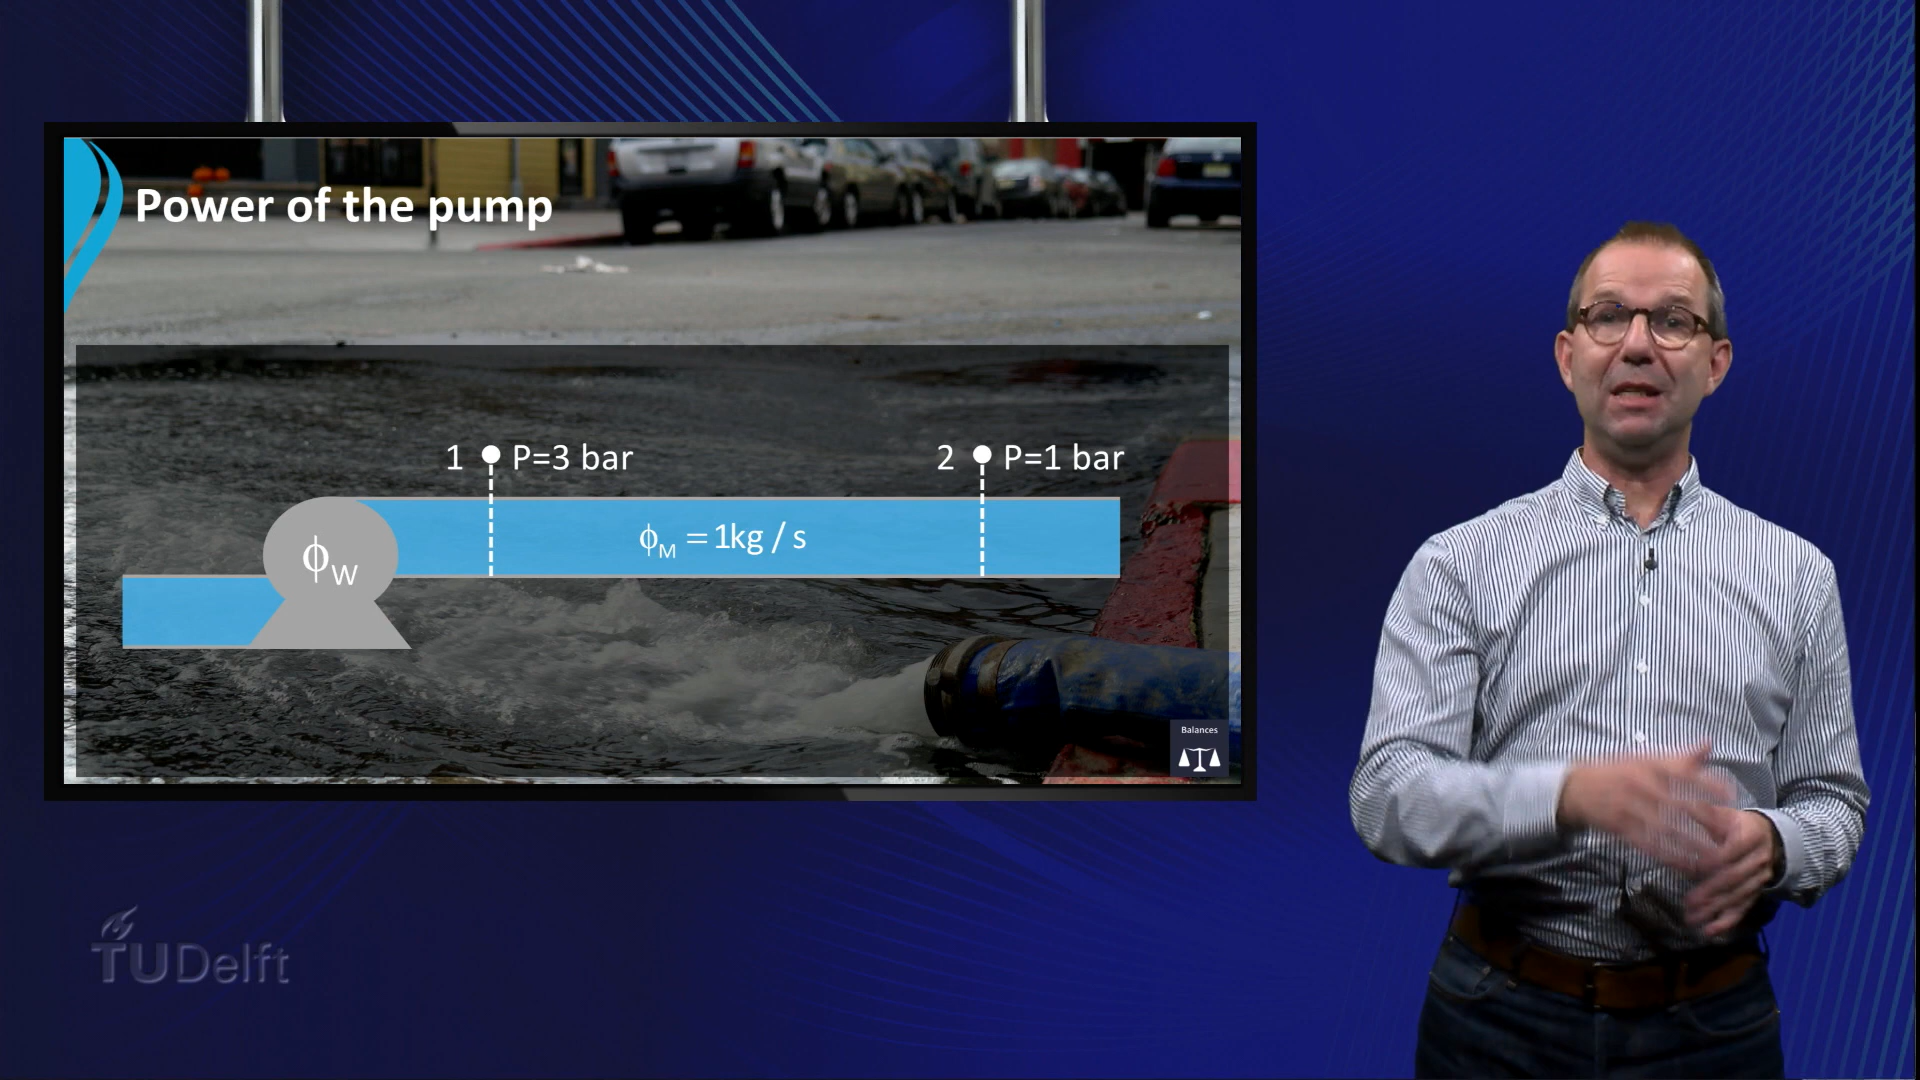 Power of the pump
1 P=3 bar
2 P=1 bar
ϕM = 1kg / s
ϕW
Balances
TUDelft